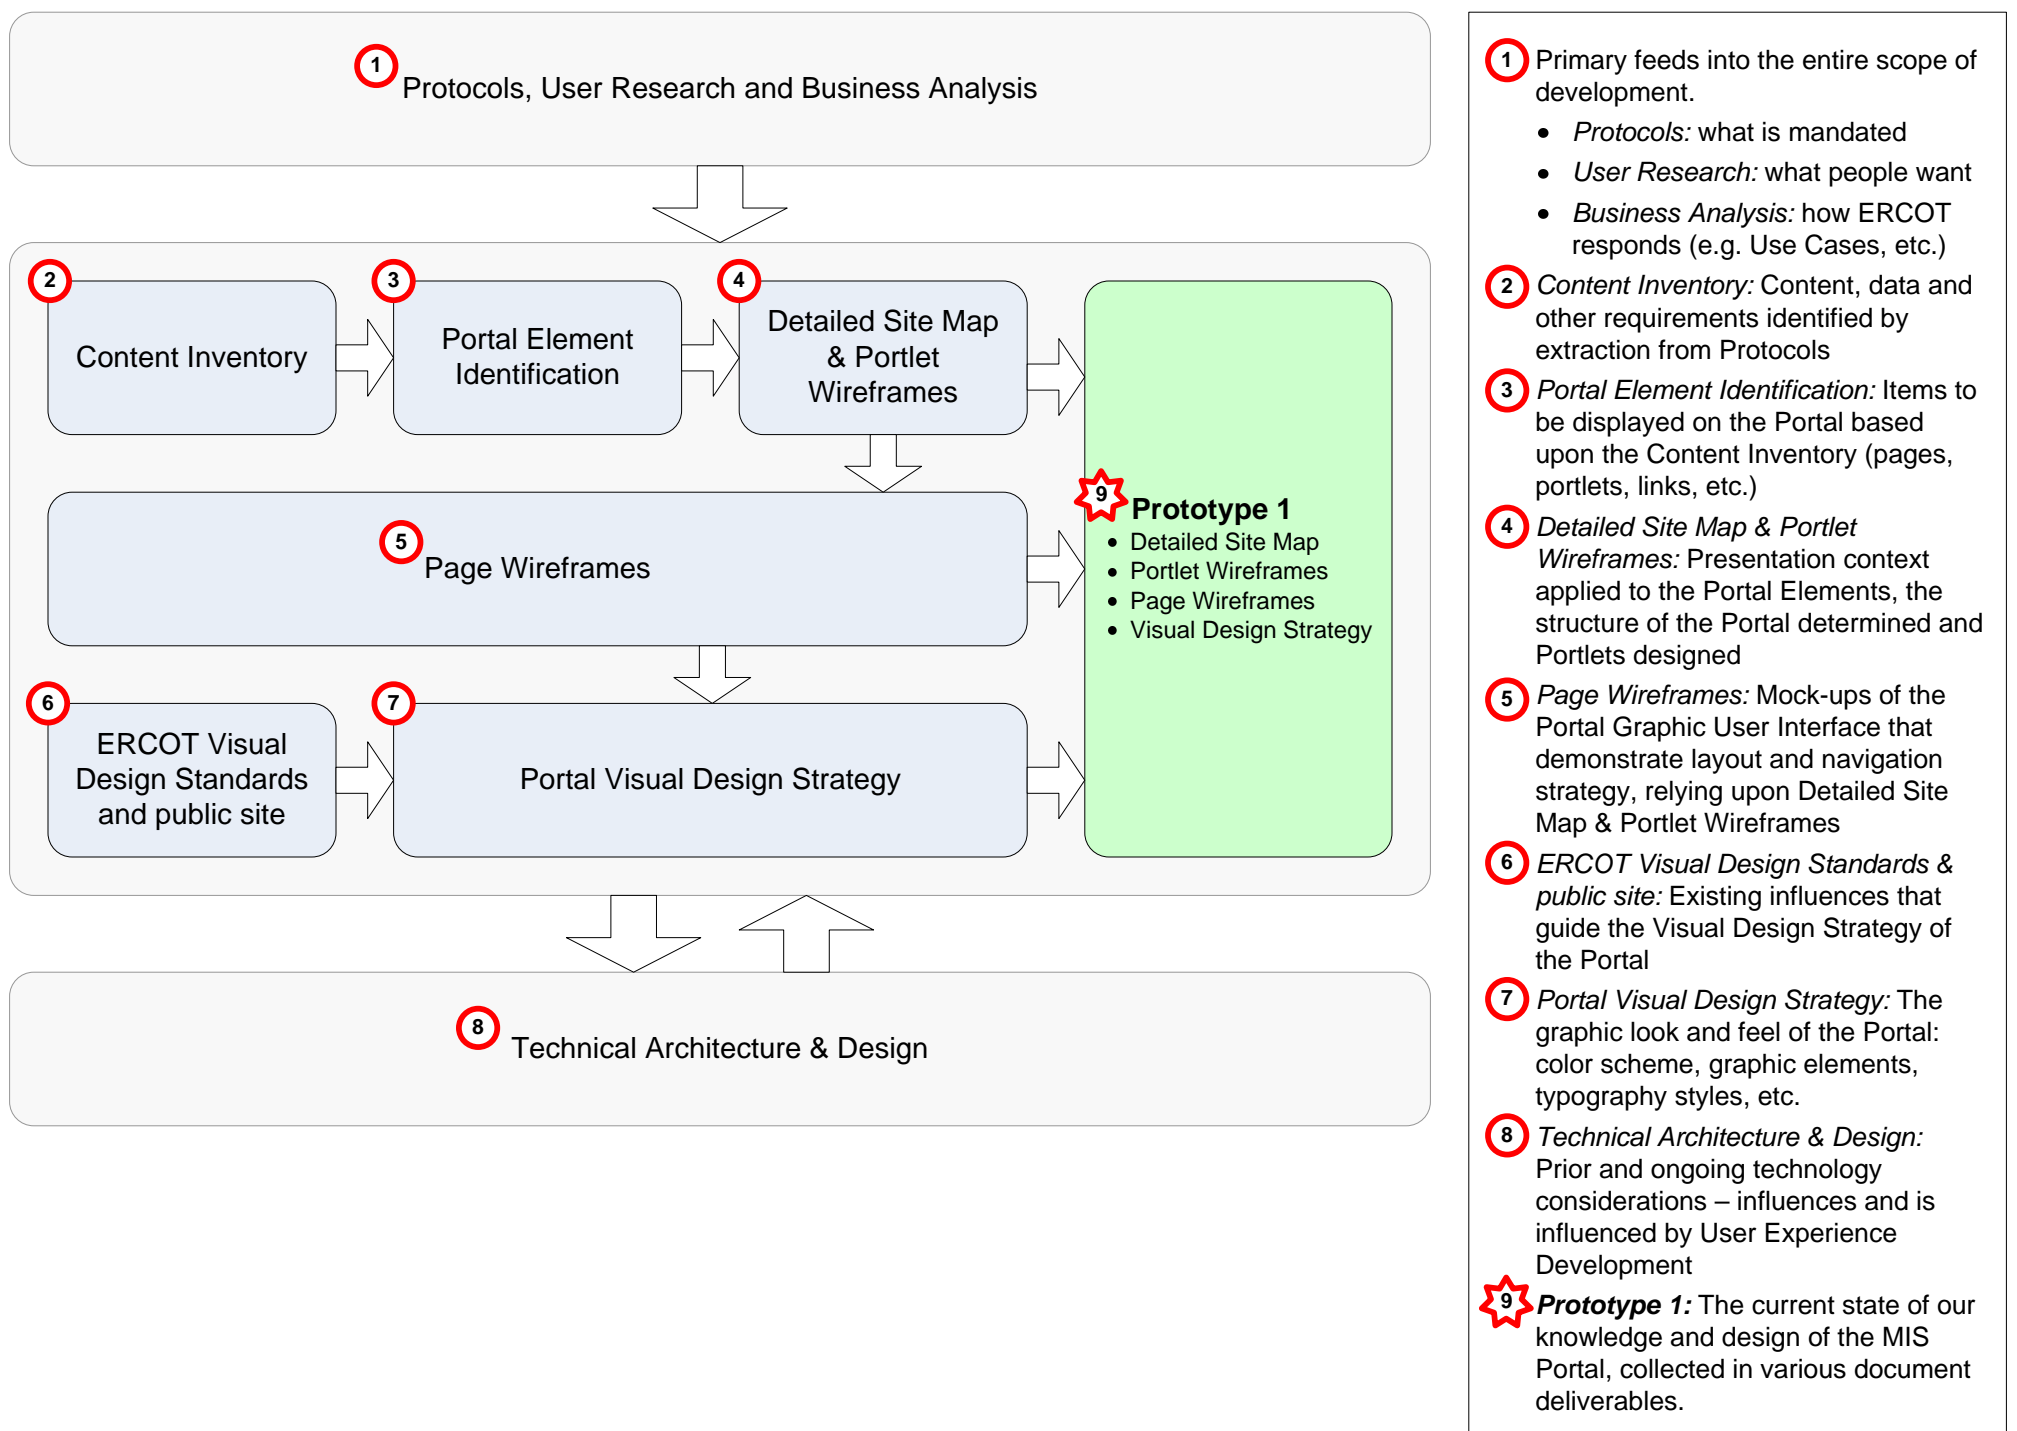 1
Protocols, User Research and Business Analysis
2
Content Inventory
3
Portal Element
Identification
4
Detailed Site Map
& Portlet
Wireframes
5
Page Wireframes
6
ERCOT Visual
Design Standards
and public site
7
Portal Visual Design Strategy
9
Prototype 1
• Detailed Site Map
• Portlet Wireframes
• Page Wireframes
• Visual Design Strategy
8
Technical Architecture & Design
1 Primary feeds into the entire scope of
development.
• Protocols: what is mandated
• User Research: what people want
• Business Analysis: how ERCOT
responds (e.g. Use Cases, etc.)
2 Content Inventory: Content, data and
other requirements identified by
extraction from Protocols
3 Portal Element Identification: Items to
be displayed on the Portal based
upon the Content Inventory (pages,
portlets, links, etc.)
4 Detailed Site Map & Portlet
Wireframes: Presentation context
applied to the Portal Elements, the
structure of the Portal determined and
Portlets designed
5 Page Wireframes: Mock-ups of the
Portal Graphic User Interface that
demonstrate layout and navigation
strategy, relying upon Detailed Site
Map & Portlet Wireframes
6 ERCOT Visual Design Standards &
public site: Existing influences that
guide the Visual Design Strategy of
the Portal
7 Portal Visual Design Strategy: The
graphic look and feel of the Portal:
color scheme, graphic elements,
typography styles, etc.
8 Technical Architecture & Design:
Prior and ongoing technology
considerations – influences and is
influenced by User Experience
Development
9 Prototype 1: The current state of our
knowledge and design of the MIS
Portal, collected in various document
deliverables.